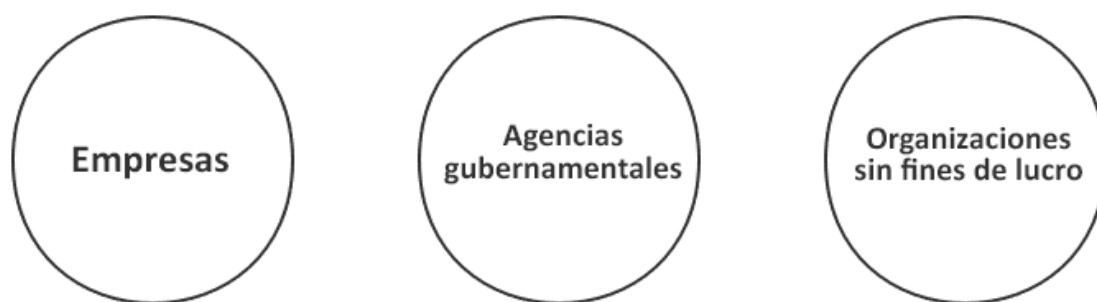 Empresas
Agencias
gubernamentales
Organizaciones
sin fines de lucro